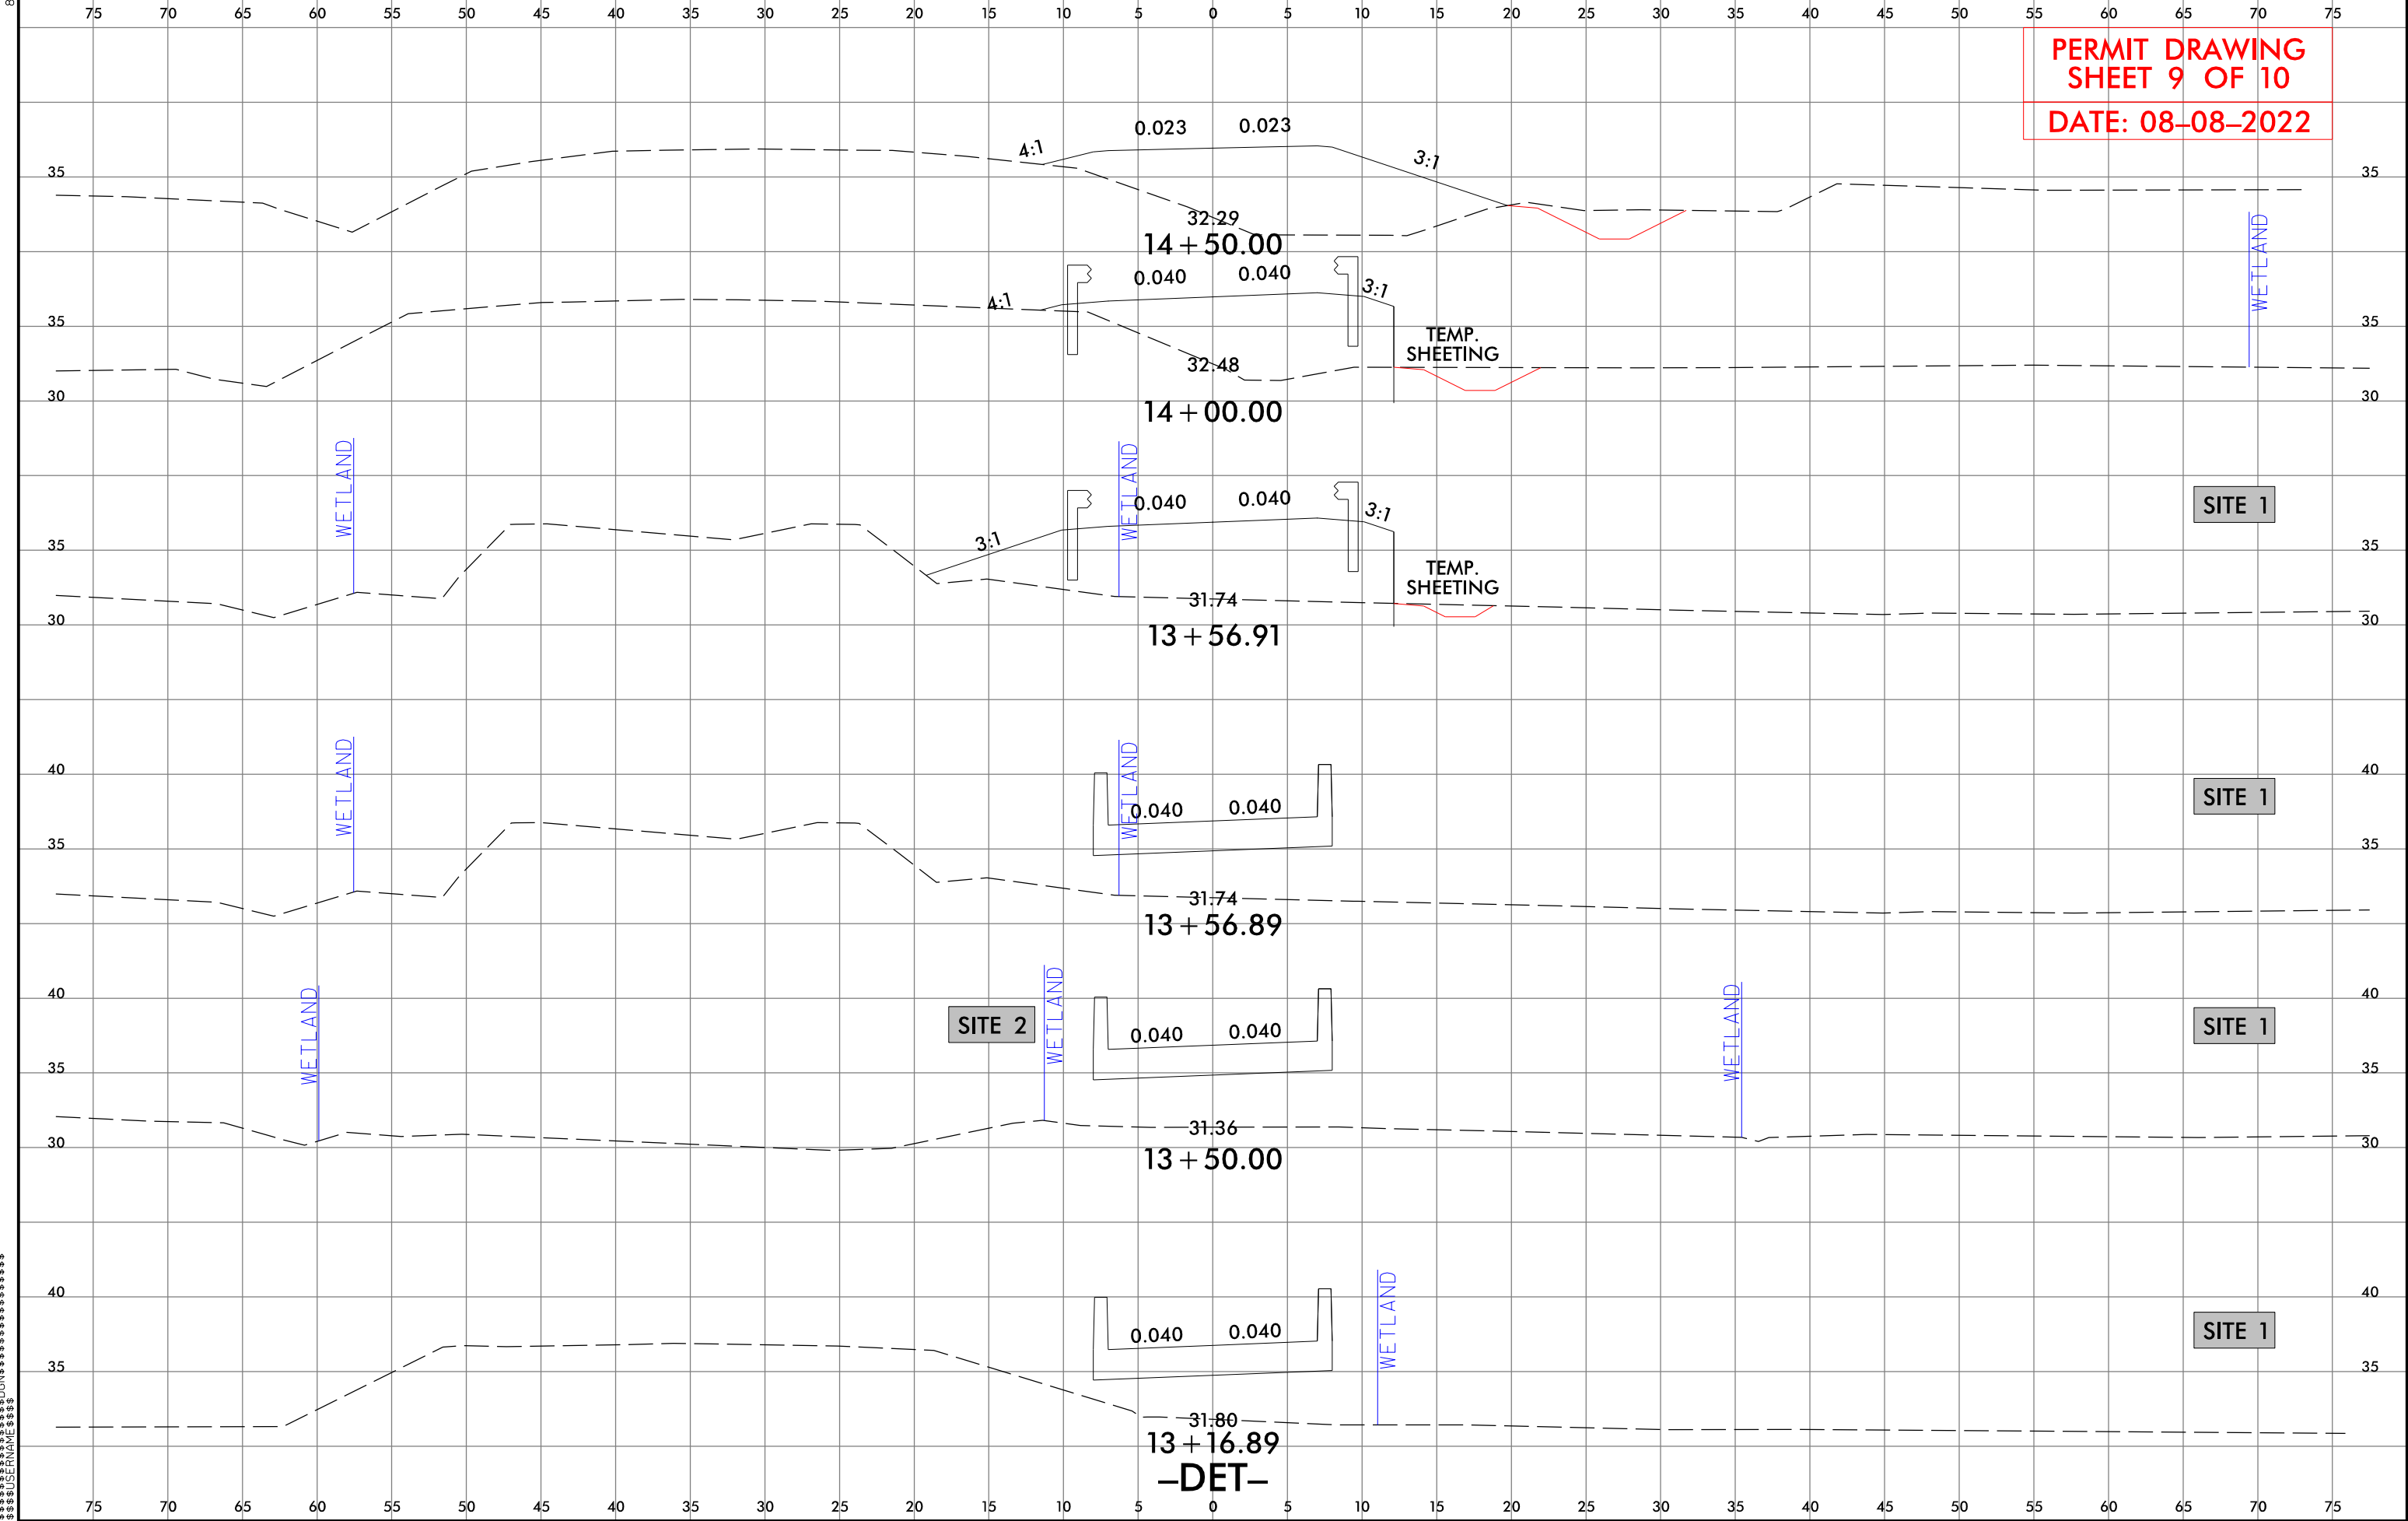 75 70 65 60 55 50 45 40 35 30 25 20 15 10 5 0 5 10 15 20 25 30 35 40 45 50 55 60 65 70 75
PERMIT DRAWING
SHEET 9 OF 10
DATE: 08–08–2022
0.023 0.023
4:1 3:1
35 35
32.29
14+50.00
WETLAND
0.040 0.040
4:1 3:1
35 35
TEMP.
SHEETING
32.48
30 30
14+00.00
WETLAND WETLAND
0.040 0.040
SITE 1
3:1 3:1
35 35
TEMP.
SHEETING
31.74
30 30
13+56.91
WETLAND WETLAND
40 40
SITE 1
0.040 0.040
35 35
31.74
13+56.89
40 40
WETLAND SITE 2 WETLAND WETLAND SITE 1
0.040 0.040
35 35
31.36
30 30
13+50.00
40 40
WETLAND
0.040 0.040
SITE 1
35 35
31.80
13+16.89
–DET–
75 70 65 60 55 50 45 40 35 30 25 20 15 10 5 0 5 10 15 20 25 30 35 40 45 50 55 60 65 70 75